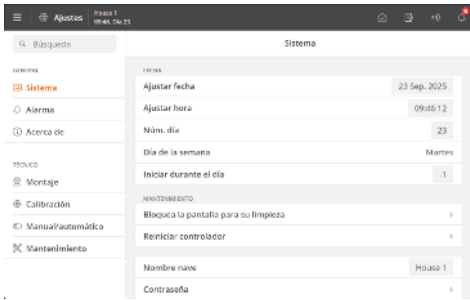 Ajustes
House 1
09:46, Día 23
Búsqueda
Sistema
GENERAL
Sistema
Alarma
Acerca de
TÉCNICO
Montaje
Calibración
Manual/automático
Mantenimiento
FECHA
Ajustar fecha 23 Sep. 2025
Ajustar hora 09:46:12
Núm. día 23
Día de la semana Martes
Iniciar durante el día -1
MANTENIMIENTO
Bloquea la pantalla para su limpieza
Reiniciar controlador
Nombre nave House 1
Contraseña